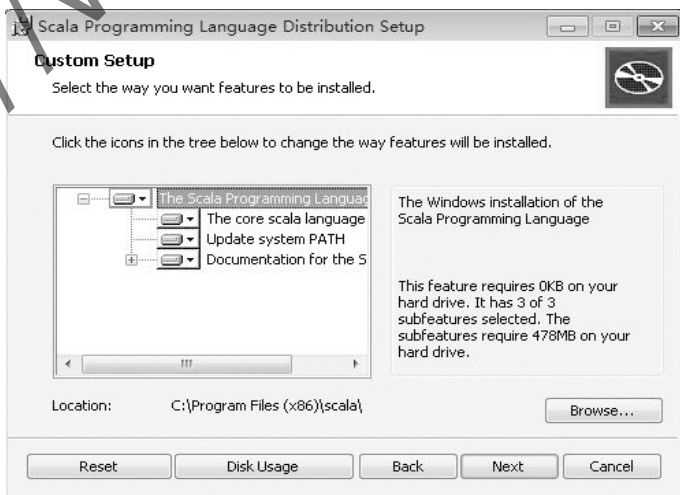 Scala Programming Language Distribution Setup
Custom Setup
Select the way you want features to be installed.
Click the icons in the tree below to change the way features will be installed.
The Scala Programming Languag
The core scala language
Update system PATH
Documentation for the S
The Windows installation of the
Scala Programming Language
This feature requires 0KB on your
hard drive. It has 3 of 3
subfeatures selected. The
subfeatures require 478MB on your
hard drive.
Location: C:\Program Files (x86)\scala\ Browse...
Reset Disk Usage Back Next Cancel